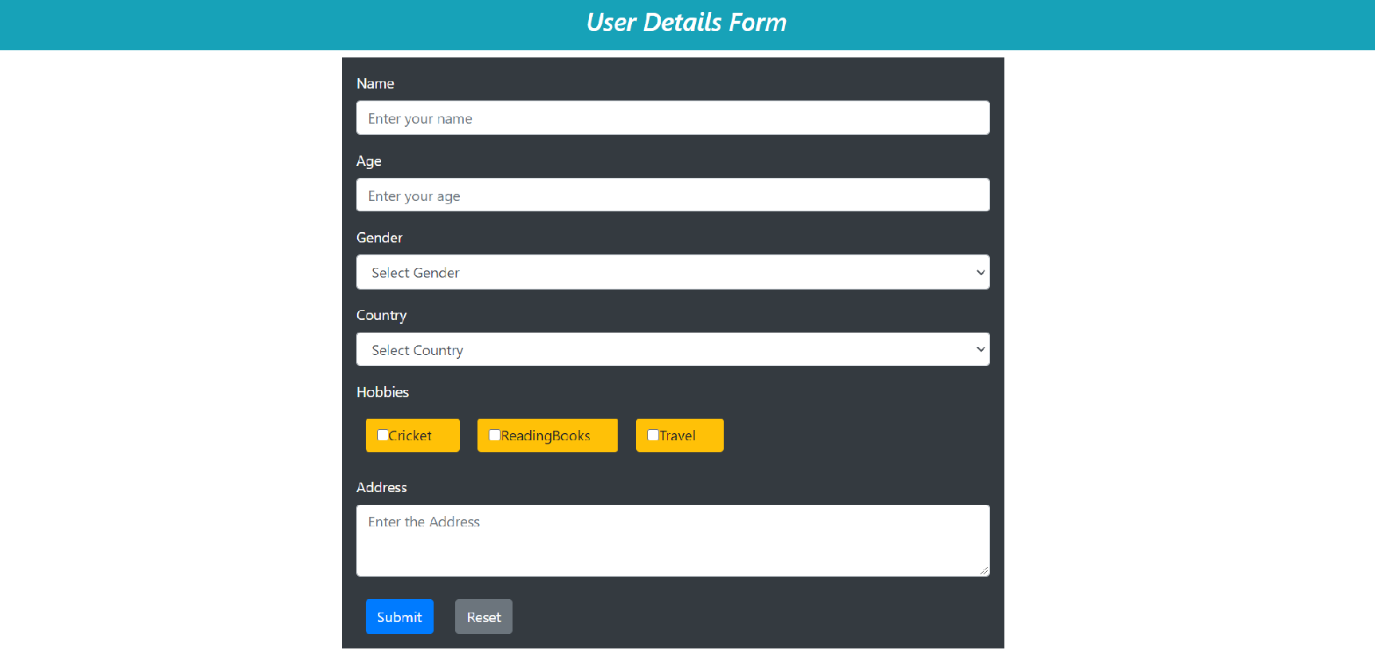 User Details Form
Name
Enter your name
Age
Enter your age
Gender
Select Gender
Country
Select Country
Hobbies
Cricket ReadingBooks Travel
Address
Enter the Address
Submit Reset